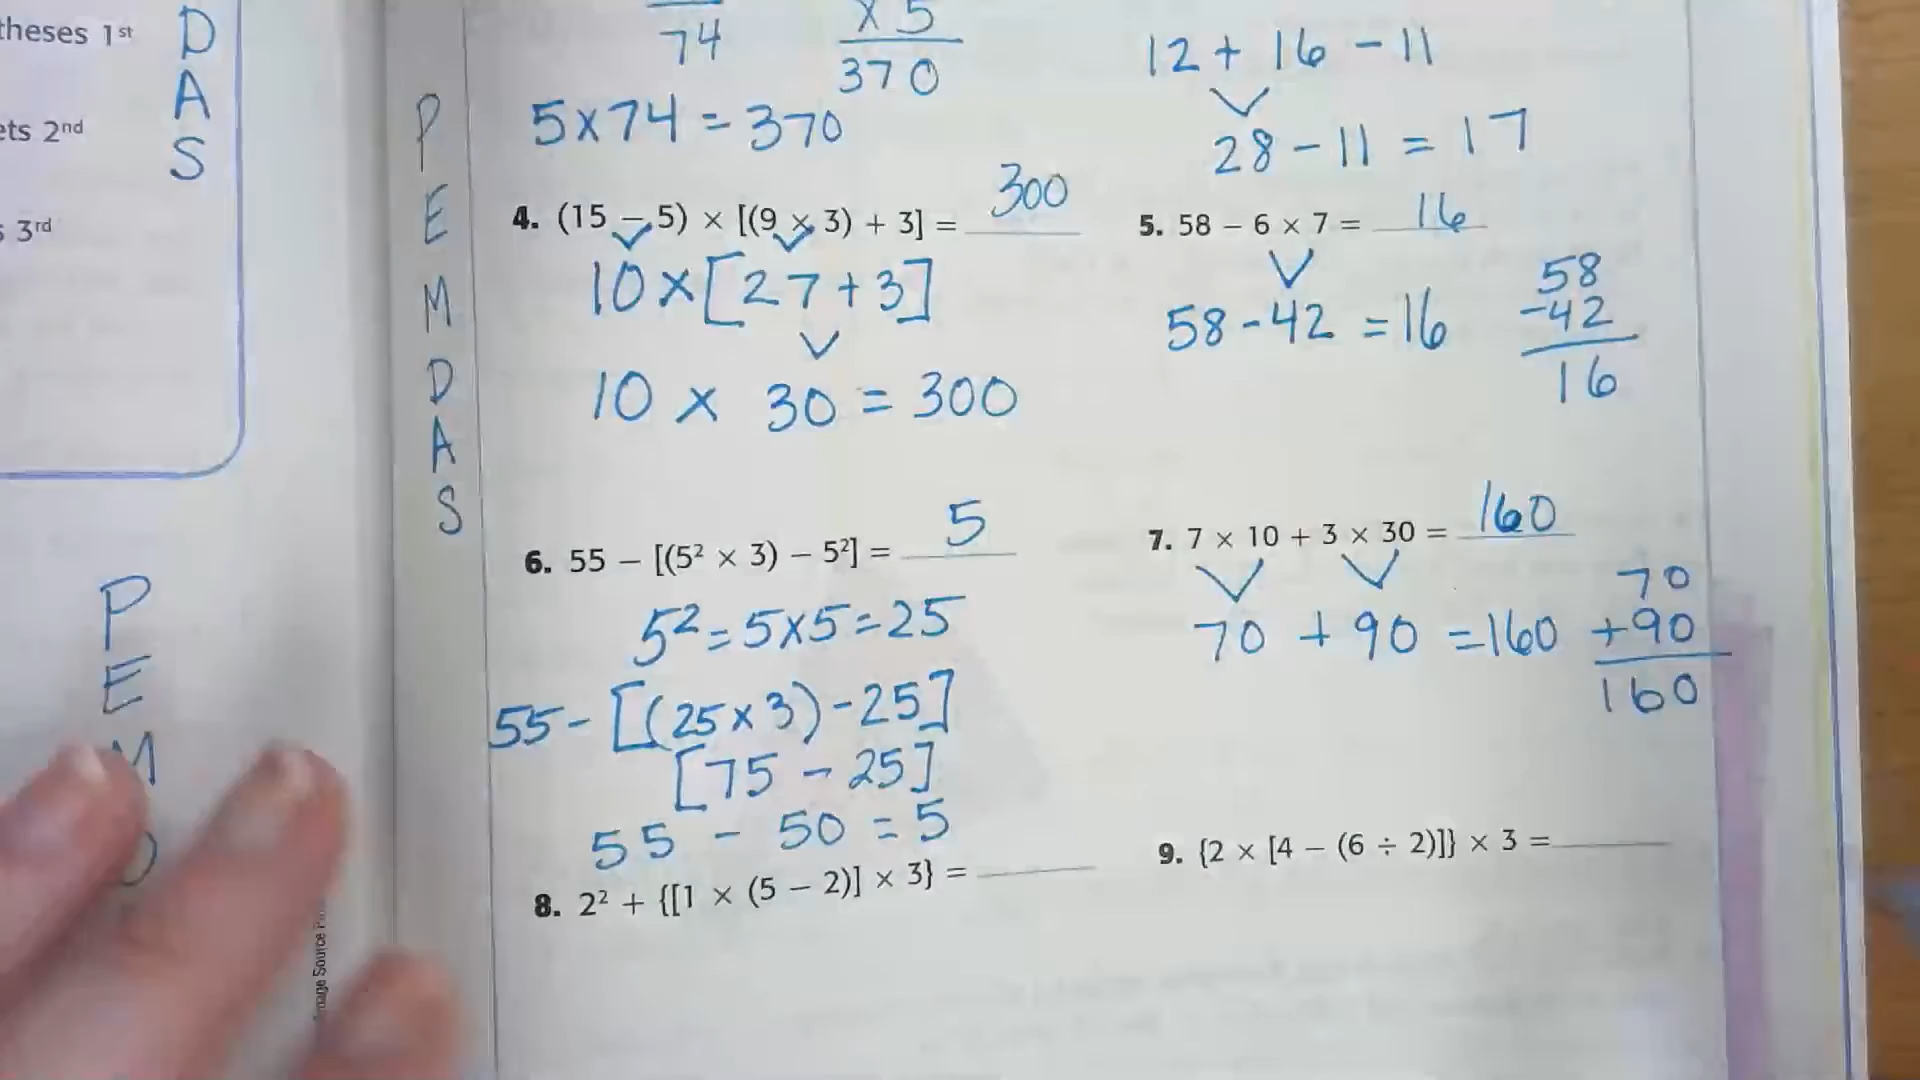 theses 1st
ets 2nd
s 3rd
D
A
S
P
E
M
P
E
M
D
A
S
74
x 5
370
5x74 = 370
12 + 16 - 11
28 - 11 = 17
4. (15 – 5) × [(9 × 3) + 3] = 300
10 x [27 + 3]
10 x 30 = 300
5. 58 – 6 × 7 = 16
58 - 42 = 16
58
-42
16
6. 55 – [(5² × 3) – 5²] = 5
5² = 5x5 = 25
55 - [(25 x 3) - 25]
[75 - 25]
55 - 50 = 5
7. 7 × 10 + 3 × 30 = 160
70 + 90 = 160
70
+90
160
8. 2² + {[1 × (5 – 2)] × 3} =
9. {2 × [4 – (6 ÷ 2)]} × 3 =